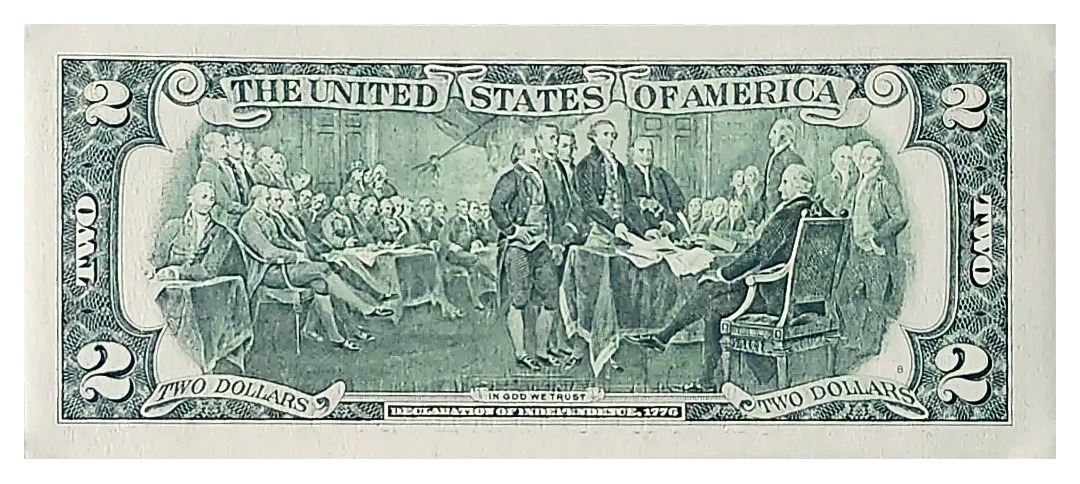 THE UNITED STATES OF AMERICA
2
2
TWO
TWO
2
2
TWO DOLLARS
TWO DOLLARS
B
IN GOD WE TRUST
DECLARATION OF INDEPENDENCE, 1776